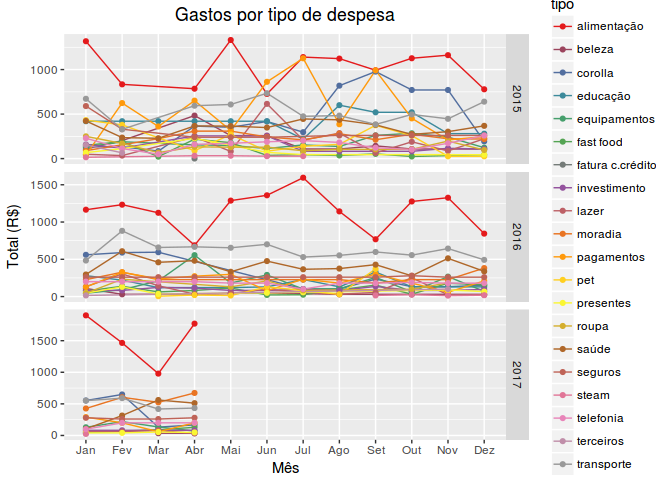 Gastos por tipo de despesa
Total (R$)
1000
500
0
2015
1500
1000
500
0
2016
1500
1000
500
0
2017
Jan Fev Mar Abr Mai Jun Jul Ago Set Out Nov Dez
Mês
tipo
alimentação
beleza
corolla
educação
equipamentos
fast food
fatura c.crédito
investimento
lazer
moradia
pagamentos
pet
presentes
roupa
saúde
seguros
steam
telefonia
terceiros
transporte